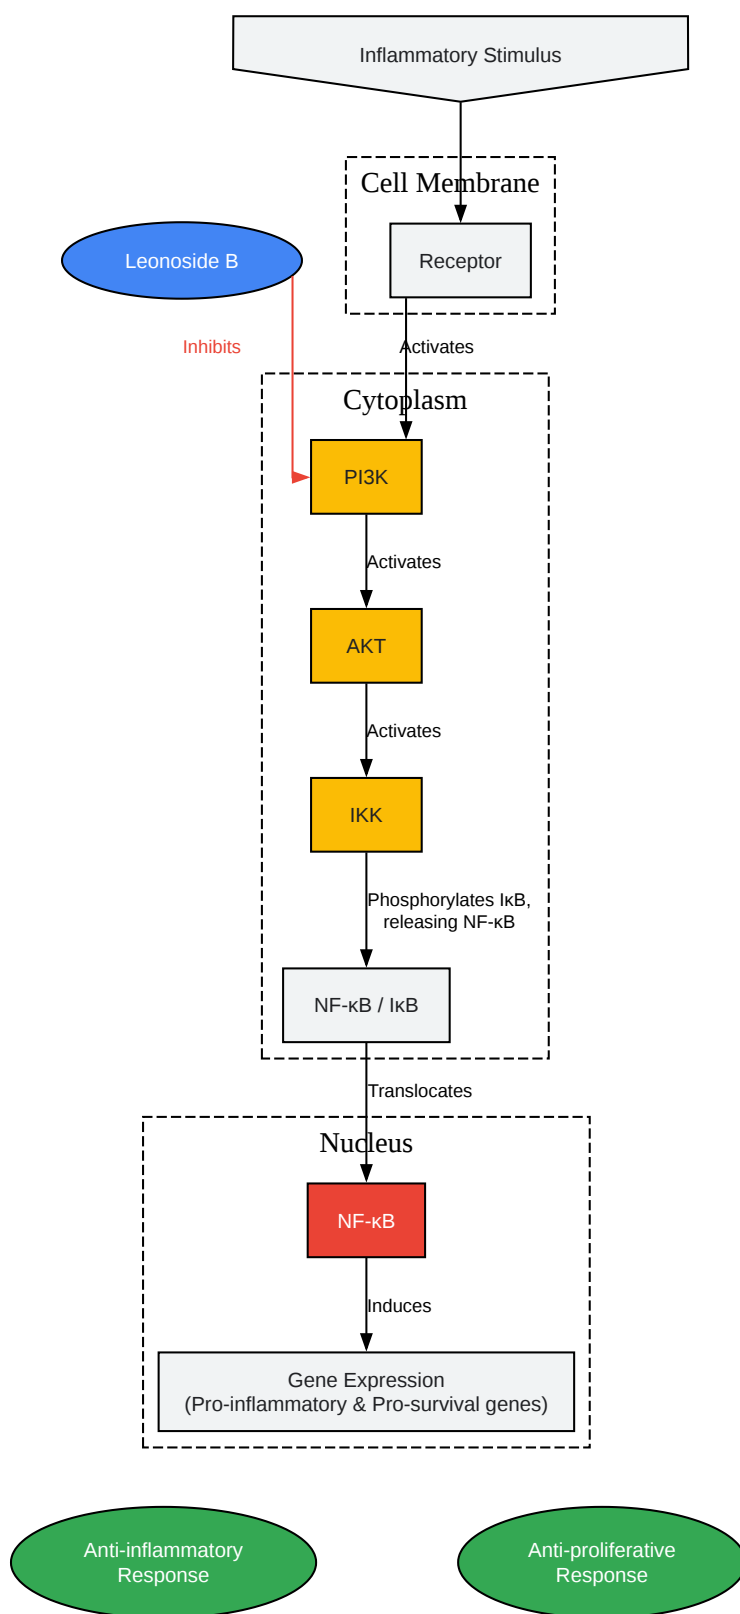 Inflammatory Stimulus
Cell Membrane
Receptor
Leonoside B
Inhibits
Activates
Cytoplasm
PI3K
Activates
AKT
Activates
IKK
Phosphorylates IκB,
releasing NF-κB
NF-κB / IκB
Translocates
Nucleus
NF-κB
Induces
Gene Expression
(Pro-inflammatory & Pro-survival genes)
Anti-inflammatory
Response
Anti-proliferative
Response